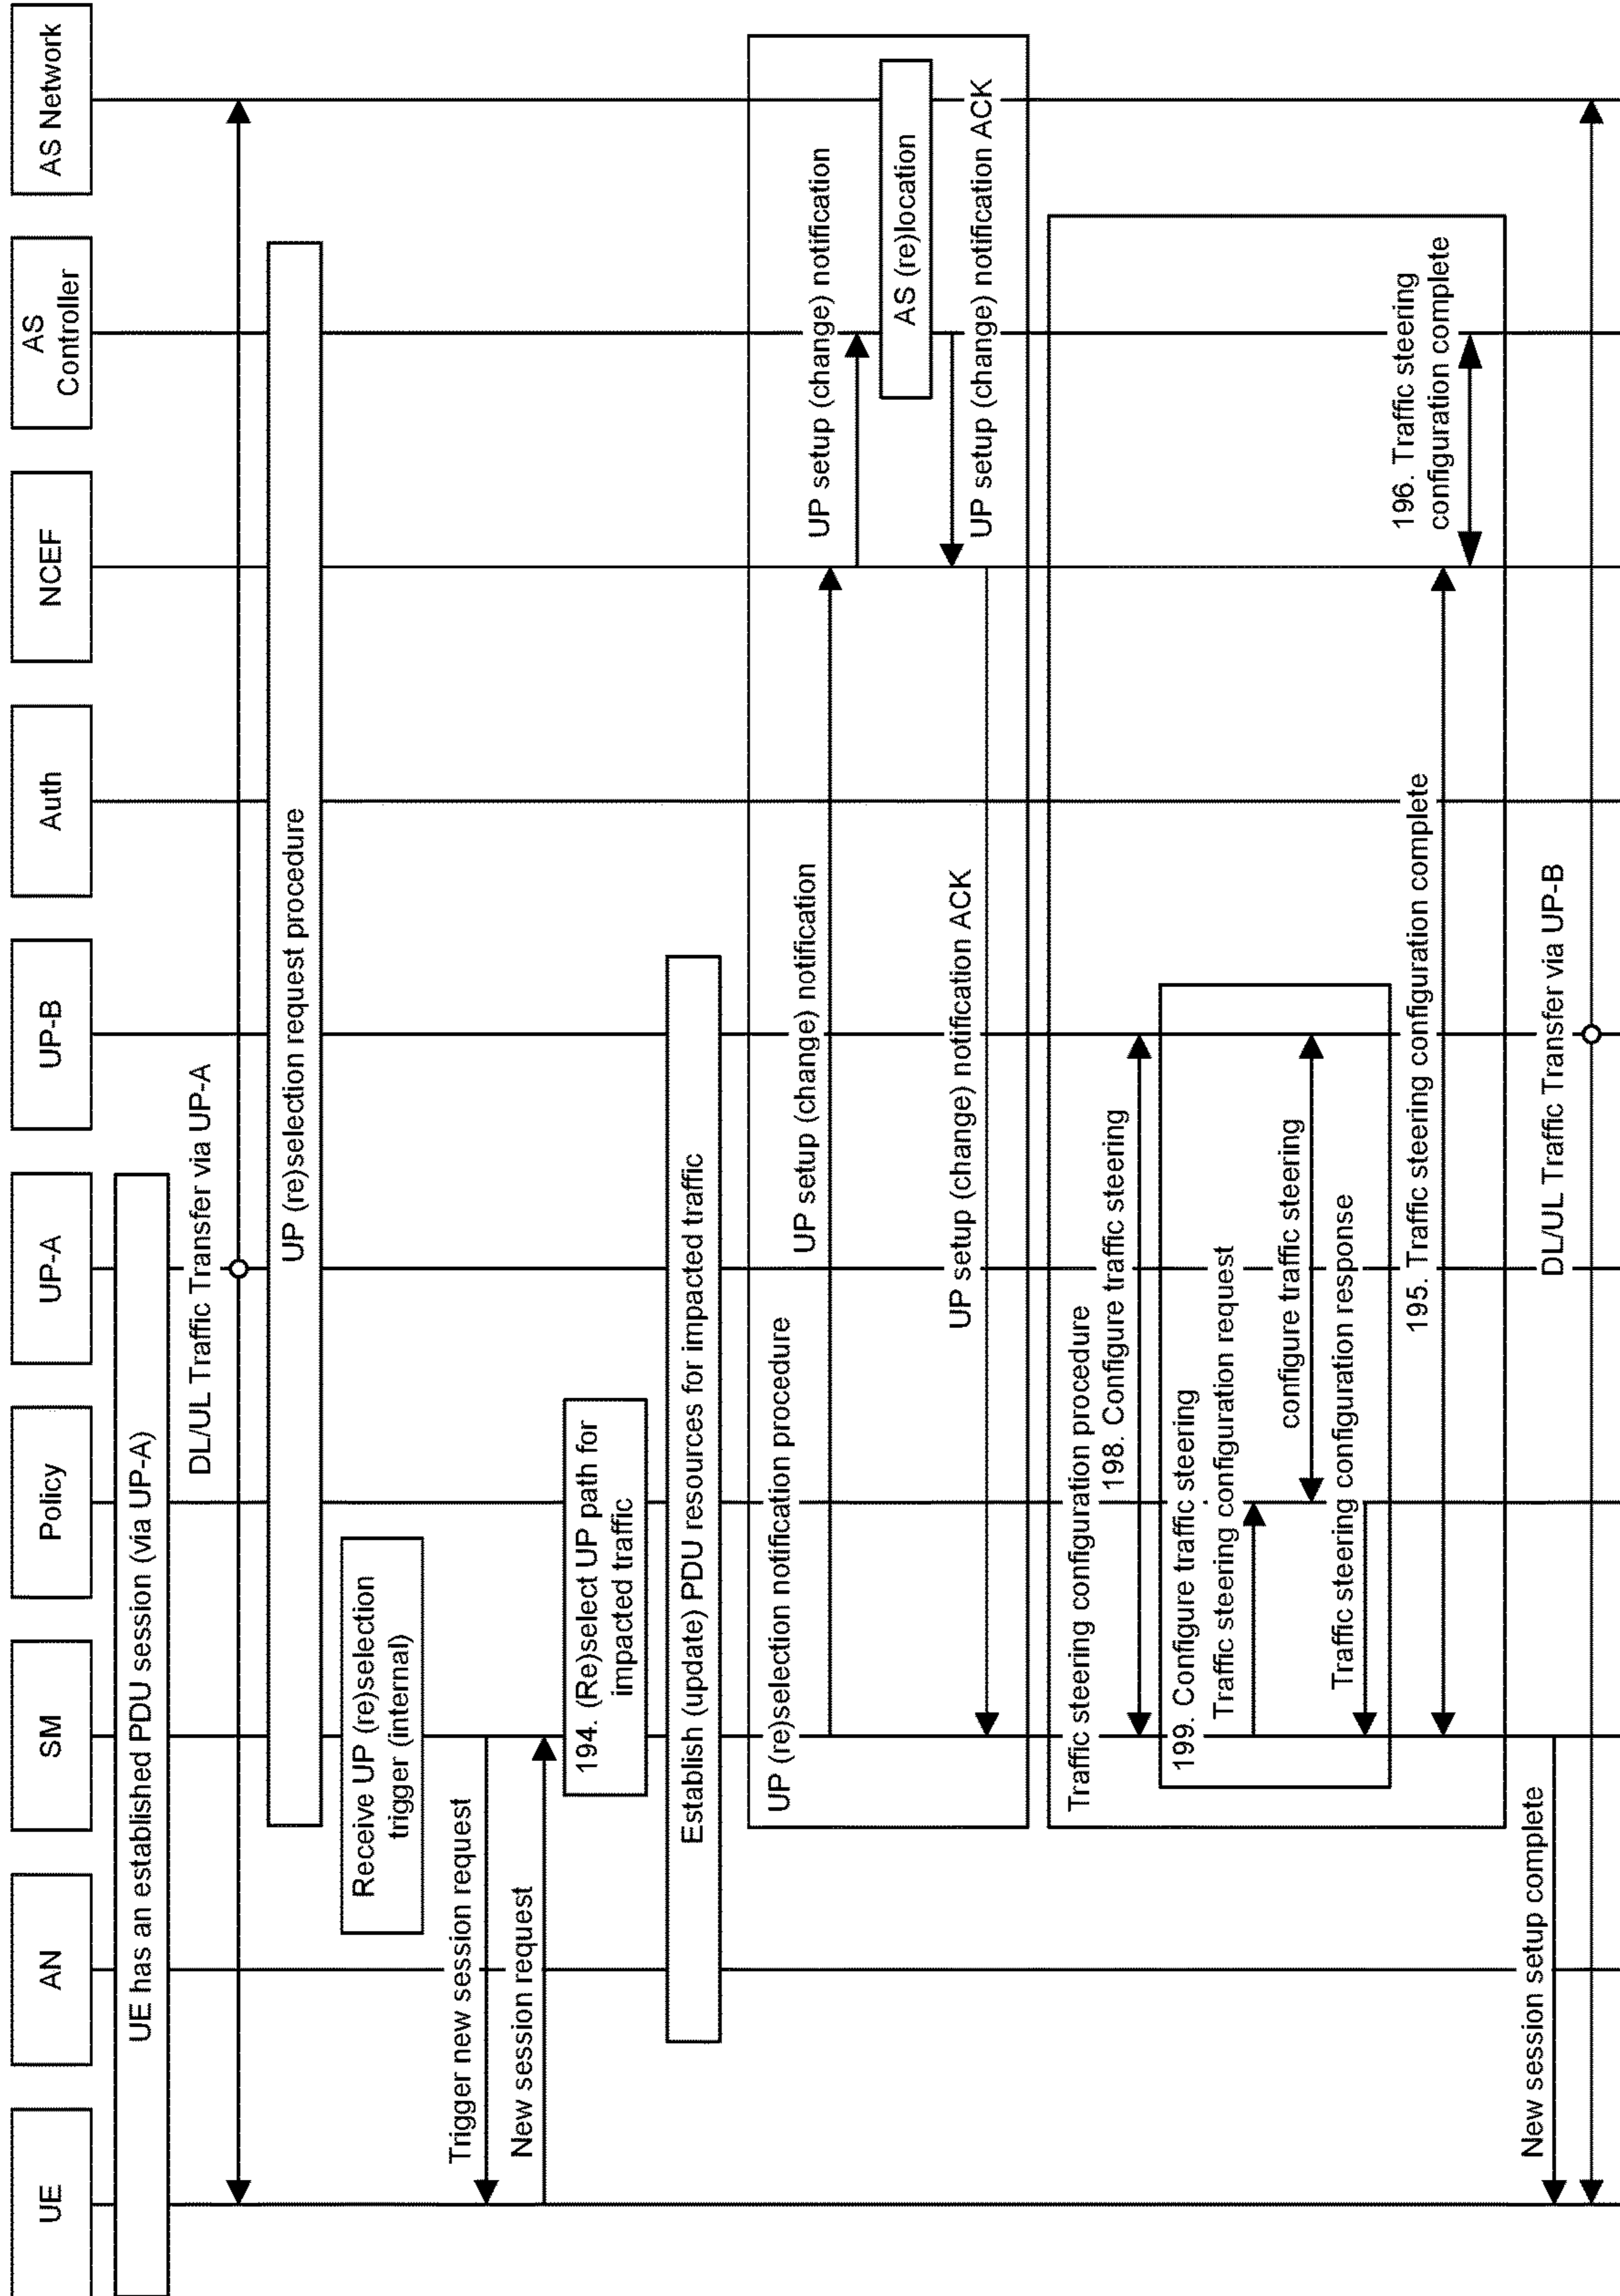 UE
AN
SM
Policy
UP-A
UP-B
Auth
NCEF
AS
Controller
AS Network
UE has an established PDU session (via UP-A)
DL/UL Traffic Transfer via UP-A
UP (re)selection request procedure
Receive UP (re)selection
trigger (internal)
Trigger new session request
New session request
194. (Re)select UP path for
impacted traffic
Establish (update) PDU resources for impacted traffic
UP (re)selection notification procedure
UP setup (change) notification
UP setup (change) notification
AS (re)location
UP setup (change) notification ACK
UP setup (change) notification ACK
Traffic steering configuration procedure
198. Configure traffic steering
199. Configure traffic steering
Traffic steering configuration request
configure traffic steering
Traffic steering configuration response
195. Traffic steering configuration complete
196. Traffic steering
configuration complete
New session setup complete
DL/UL Traffic Transfer via UP-B